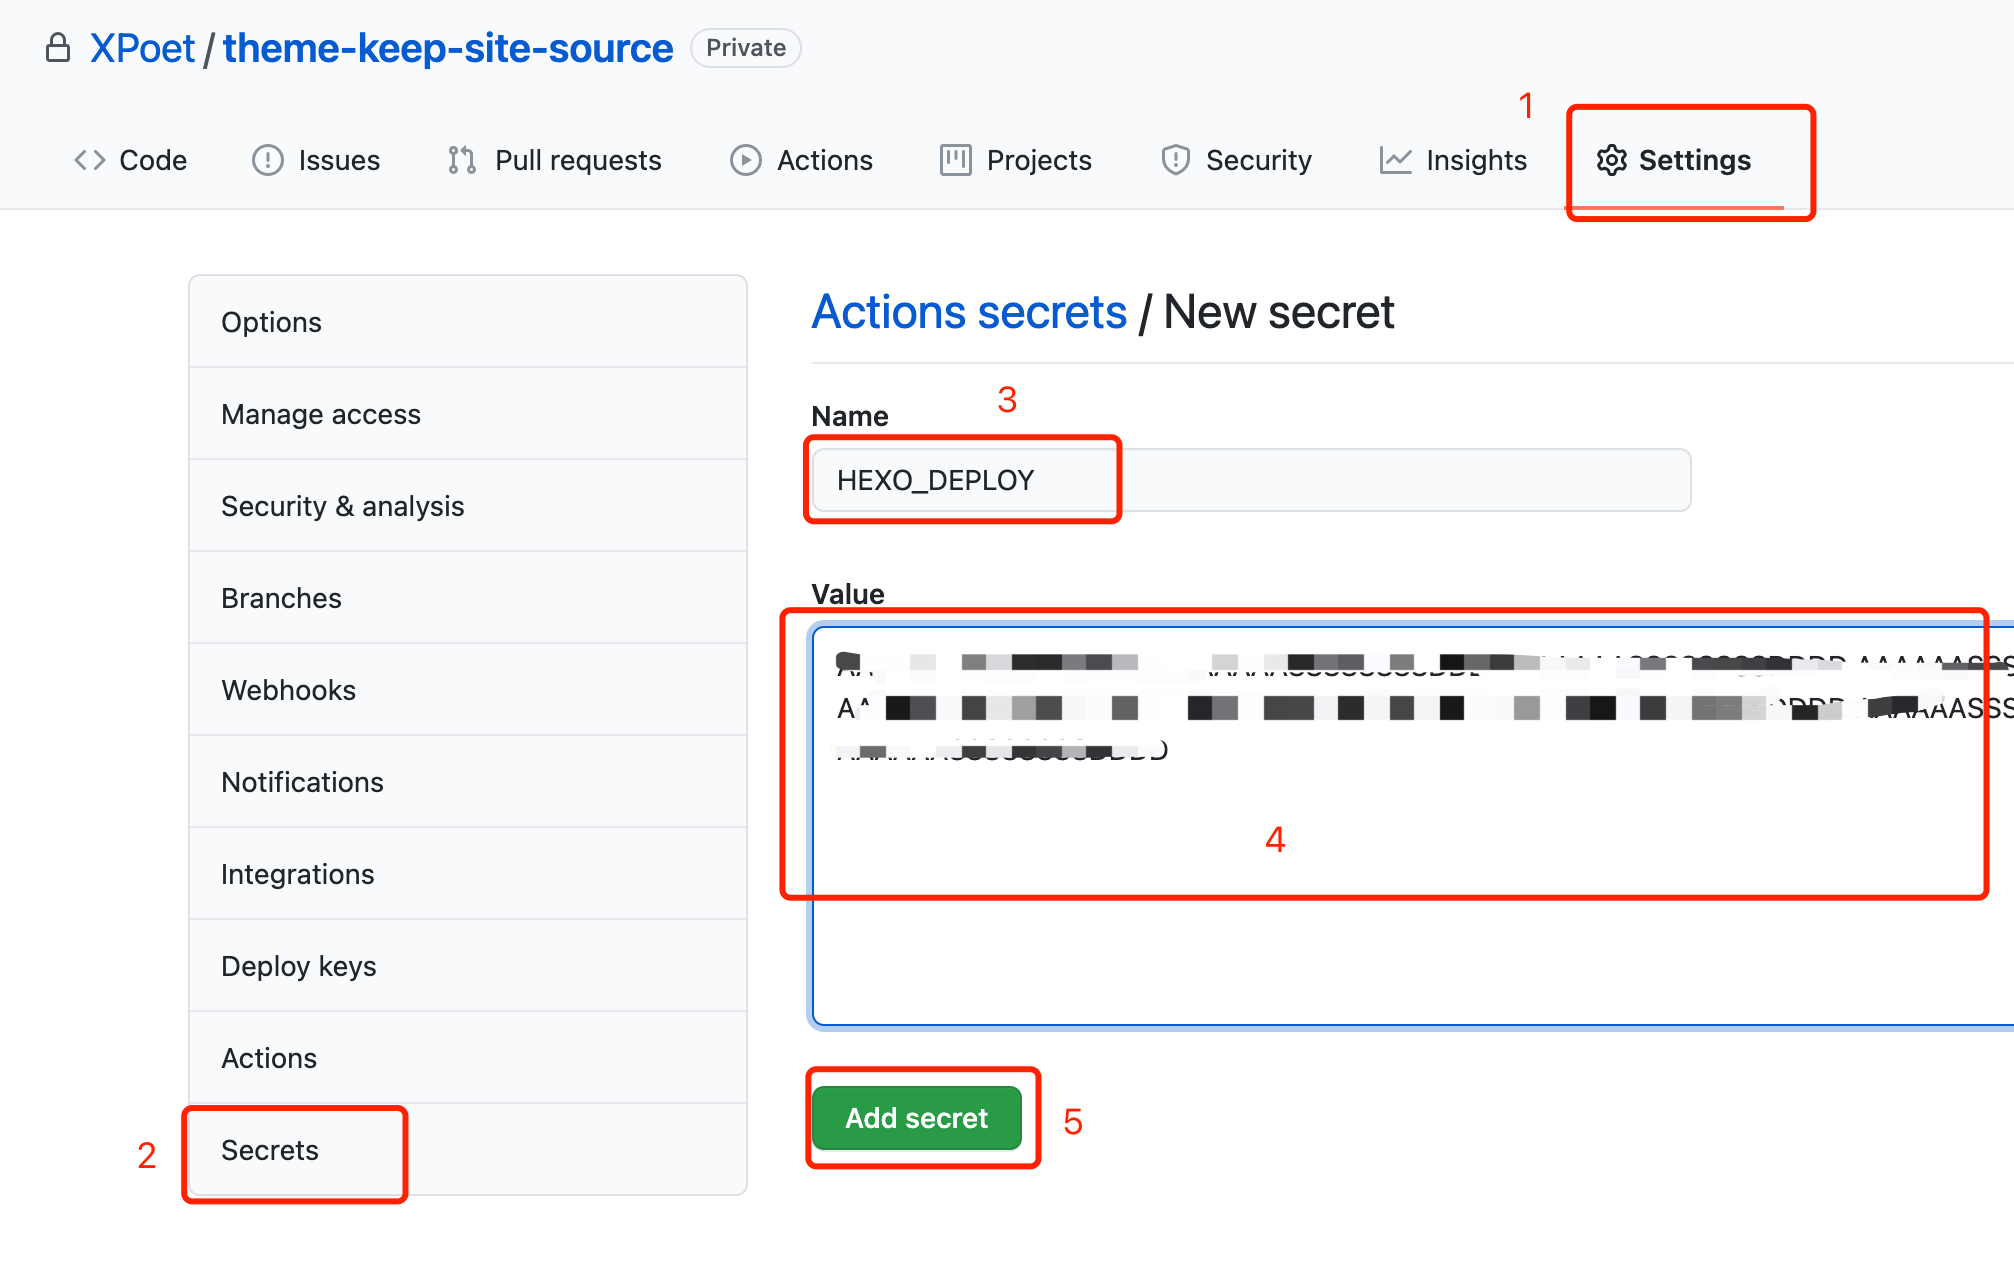 XPoet / theme-keep-site-source Private
1
Code Issues Pull requests Actions Projects Security Insights Settings
Options
Manage access
Security & analysis
Branches
Webhooks
Notifications
Integrations
Deploy keys
Actions
2 Secrets
Actions secrets / New secret
3
Name
HEXO_DEPLOY
Value
4
Add secret 5